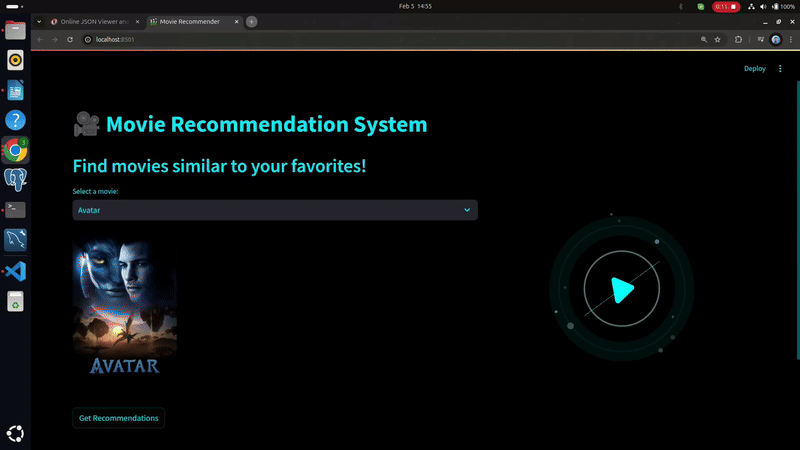 Feb 5 14:55
0:11
100%
Online JSON Viewer and
Movie Recommender
localhost:8501
Deploy
Movie Recommendation System
Find movies similar to your favorites!
Select a movie:
Avatar
AVATAR
Get Recommendations
3